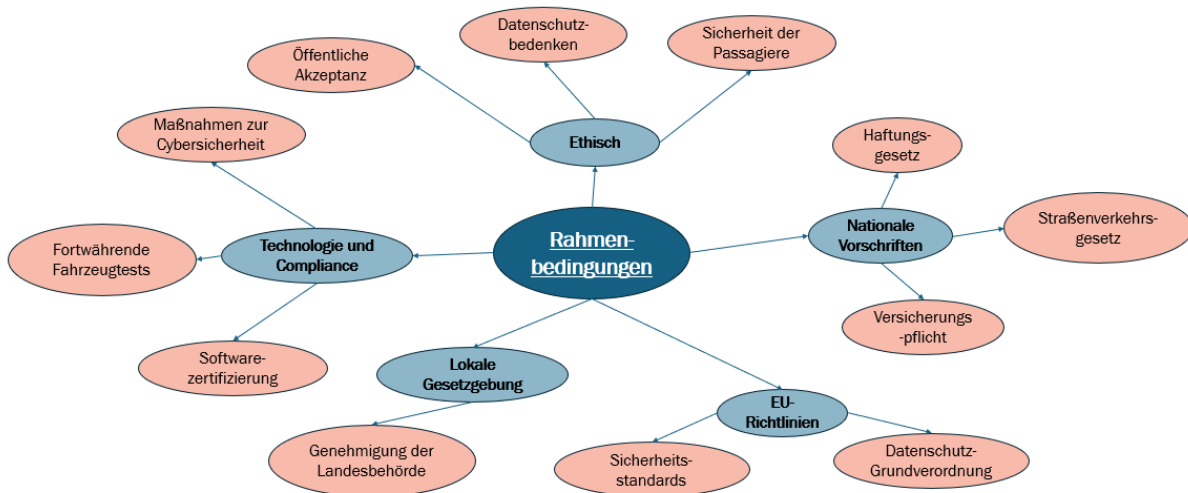 Datenschutz-
bedenken
Sicherheit der
Passagiere
Öffentliche
Akzeptanz
Maßnahmen zur
Cybersicherheit
Ethisch
Haftungs-
gesetz
Straßenverkehrs-
gesetz
Nationale
Vorschriften
Rahmen-
bedingungen
Technologie und
Compliance
Fortwährende
Fahrzeugtests
Versicherungs
-pflicht
Software-
zertifizierung
Lokale
Gesetzgebung
EU-
Richtlinien
Genehmigung der
Landesbehörde
Sicherheits-
standards
Datenschutz-
Grundverordnung